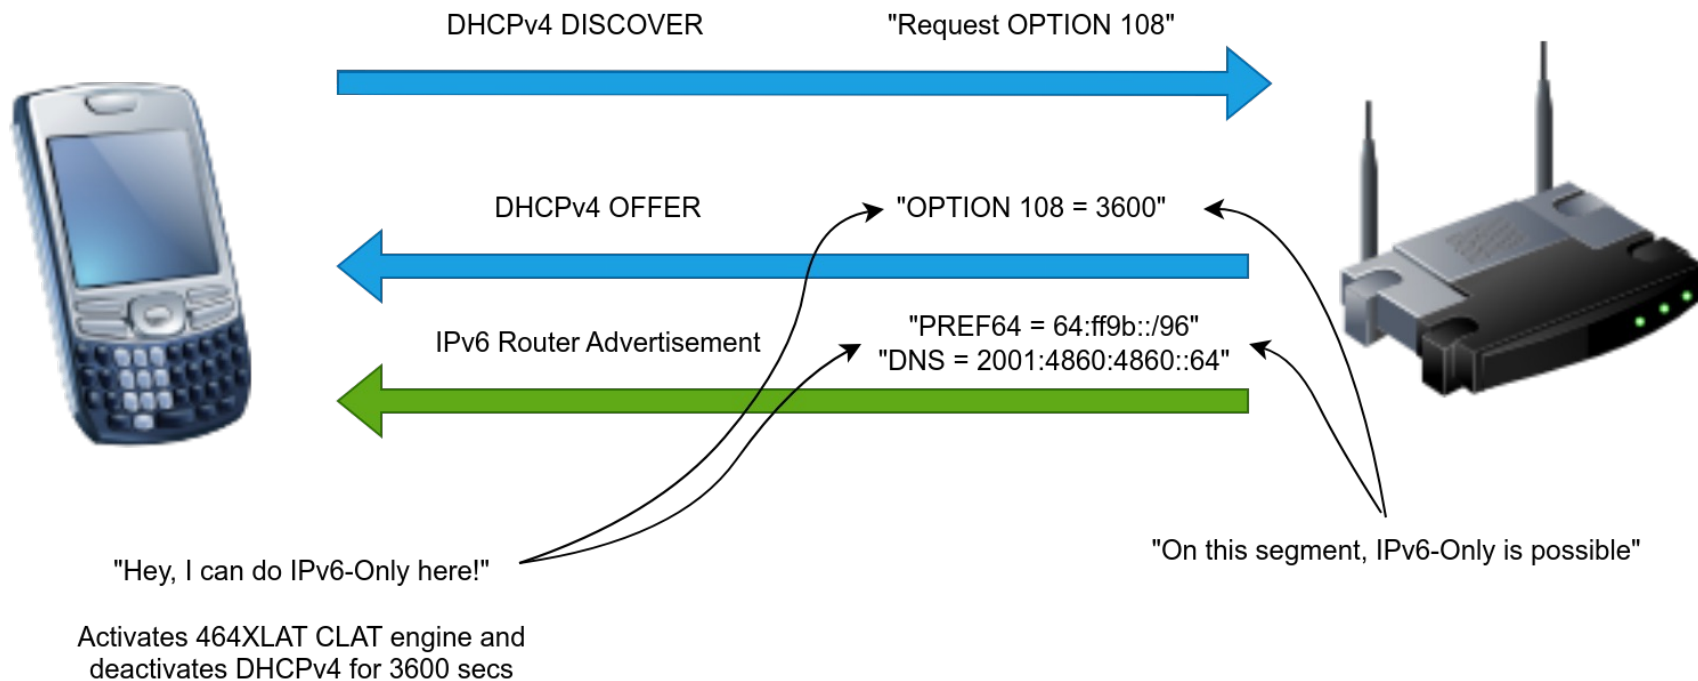 DHCPv4 DISCOVER
"Request OPTION 108"
DHCPv4 OFFER
"OPTION 108 = 3600"
IPv6 Router Advertisement
"PREF64 = 64:ff9b::/96"
"DNS = 2001:4860:4860::64"
"Hey, I can do IPv6-Only here!"
"On this segment, IPv6-Only is possible"
Activates 464XLAT CLAT engine and
deactivates DHCPv4 for 3600 secs